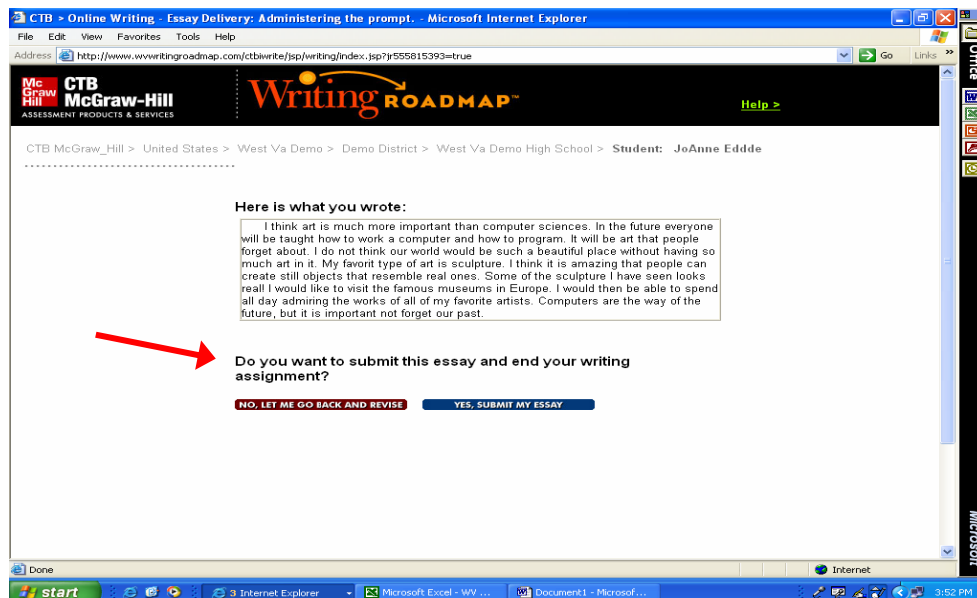 CTB > Online Writing - Essay Delivery: Administering the prompt. - Microsoft Internet Explorer
File Edit View Favorites Tools Help
Address http://www.wvwritingroadmap.com/ctbiwrite/jsp/writing/index.jsp?jr555815393=true Go Links »
Office
Mc Graw Hill CTB McGraw-Hill
ASSESSMENT PRODUCTS & SERVICES
Writing ROADMAP™
Help >
CTB McGraw_Hill > United States > West Va Demo > Demo District > West Va Demo High School > Student: JoAnne Eddde
Here is what you wrote:
I think art is much more important than computer sciences. In the future everyone
will be taught how to work a computer and how to program. It will be art that people
forget about. I do not think our world would be such a beautiful place without having so
much art in it. My favorit type of art is sculpture. I think it is amazing that people can
create still objects that resemble real ones. Some of the sculpture I have seen looks
real! I would like to visit the famous museums in Europe. I would then be able to spend
all day admiring the works of all of my favorite artists. Computers are the way of the
future, but it is important not forget our past.
Do you want to submit this essay and end your writing
assignment?
NO, LET ME GO BACK AND REVISE YES, SUBMIT MY ESSAY
Microsoft
Done Internet
start 3 Internet Explorer Microsoft Excel - WV ... Document1 - Microsof... 3:52 PM